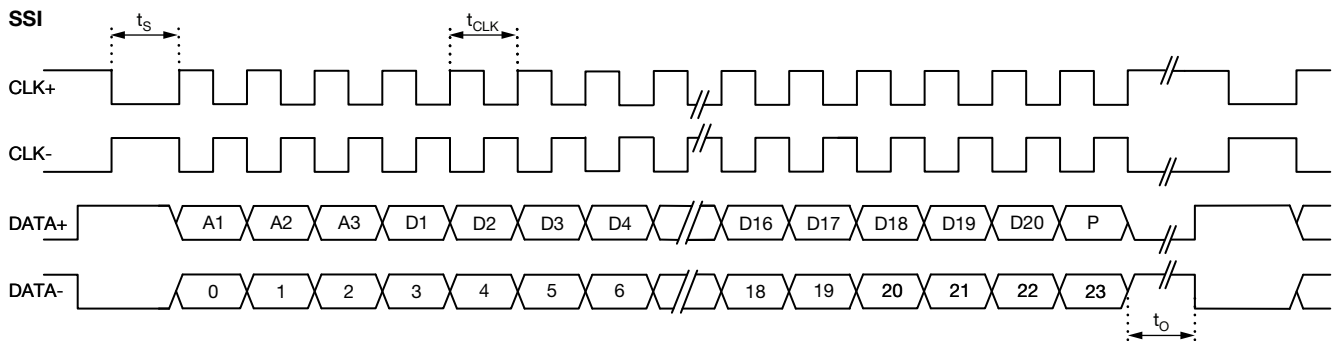 SSI
tS tCLK
CLK+
CLK-
DATA+ A1 A2 A3 D1 D2 D3 D4 D16 D17 D18 D19 D20 P
DATA- 0 1 2 3 4 5 6 18 19 20 21 22 23
tO